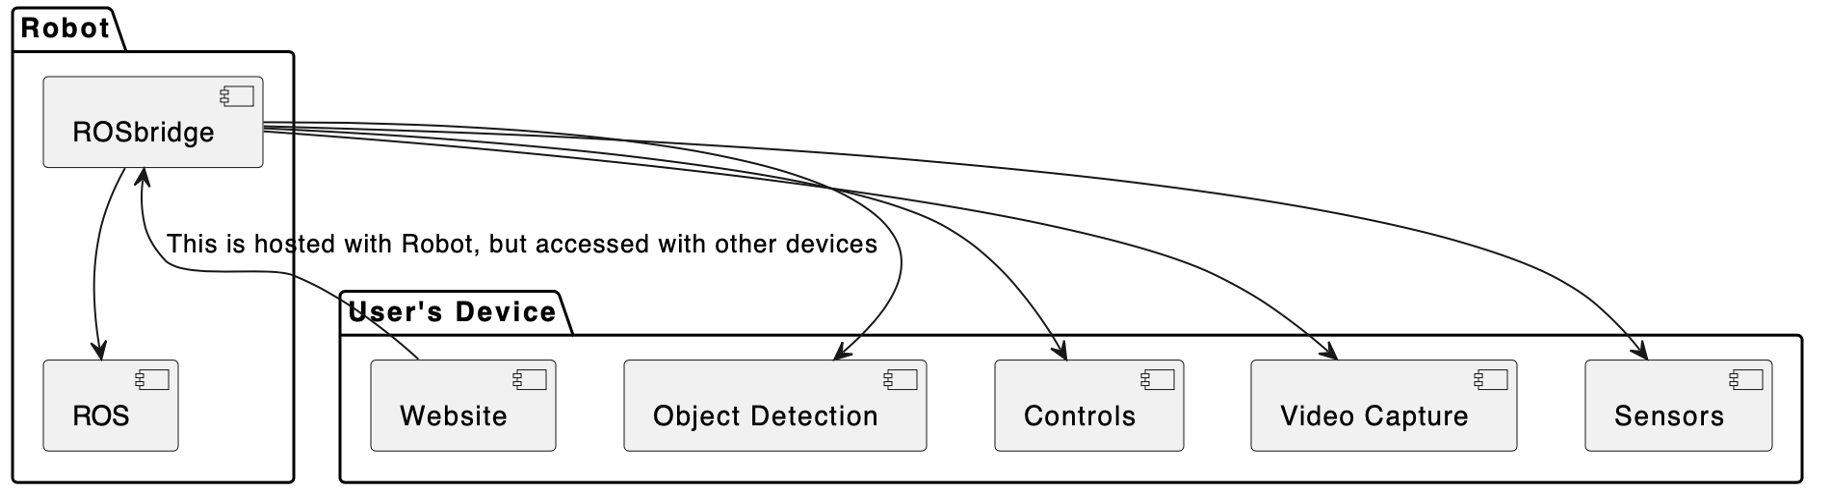 Robot
ROSbridge
This is hosted with Robot, but accessed with other devices
User's Device
ROS
Website
Object Detection
Controls
Video Capture
Sensors